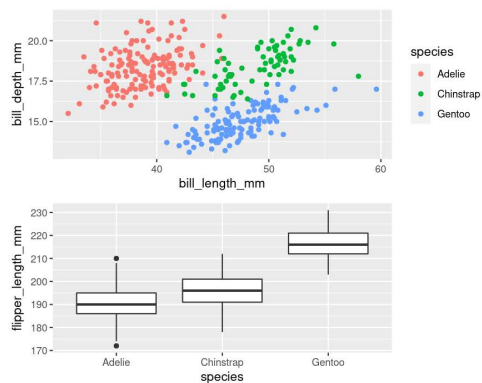 bill_depth_mm
20.0
17.5
15.0
40
50
60
bill_length_mm
species
Adelie
Chinstrap
Gentoo
flipper_length_mm
230
220
210
200
190
180
170
Adelie
Chinstrap
Gentoo
species